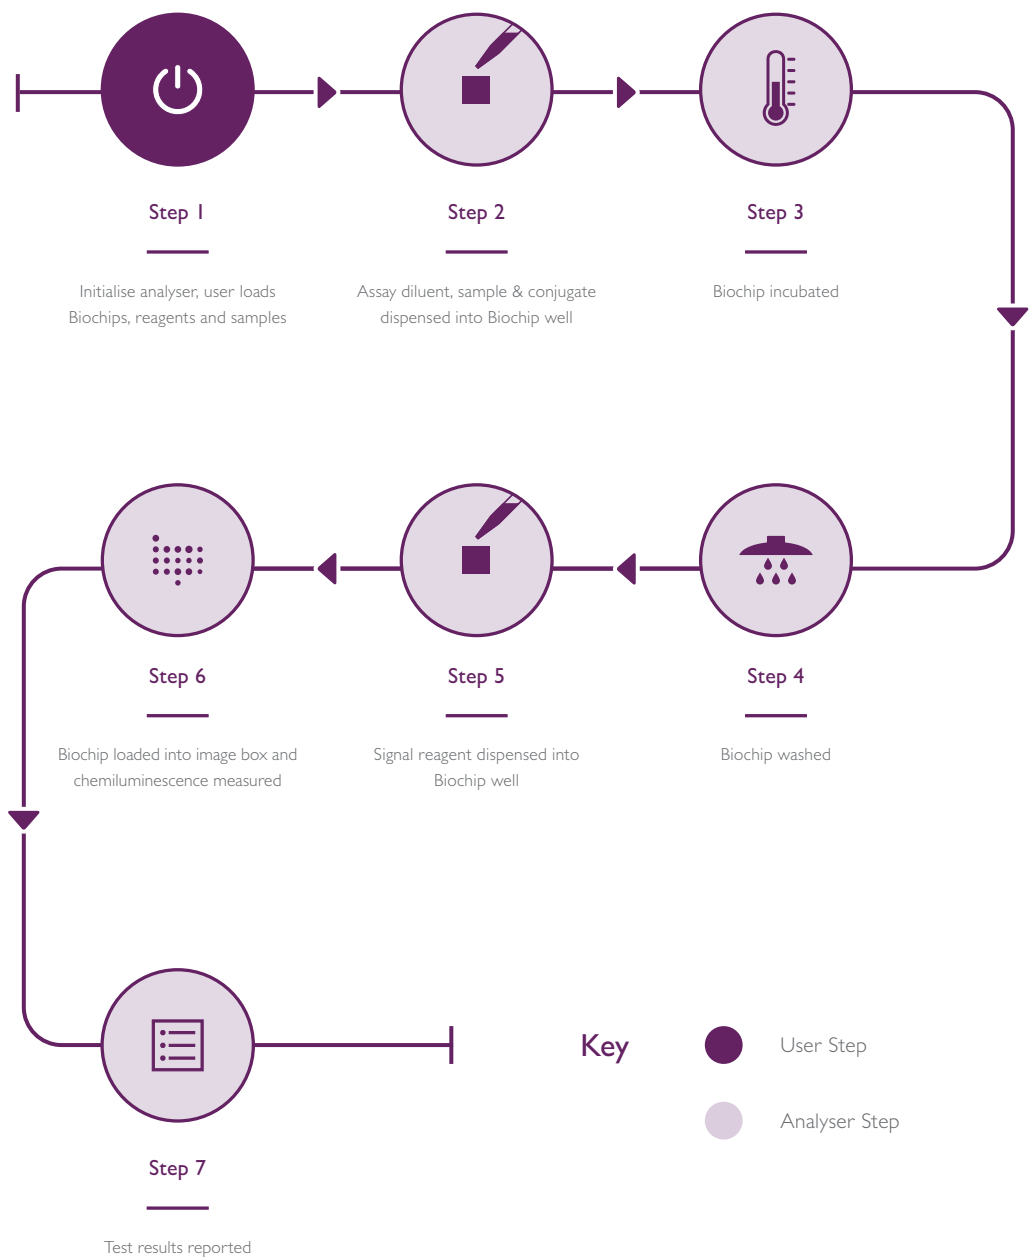 Step 1
Initialise analyser, user loads
Biochips, reagents and samples
Step 2
Assay diluent, sample & conjugate
dispensed into Biochip well
Step 3
Biochip incubated
Step 4
Biochip washed
Step 5
Signal reagent dispensed into
Biochip well
Step 6
Biochip loaded into image box and
chemiluminescence measured
Step 7
Test results reported
Key
User Step
Analyser Step